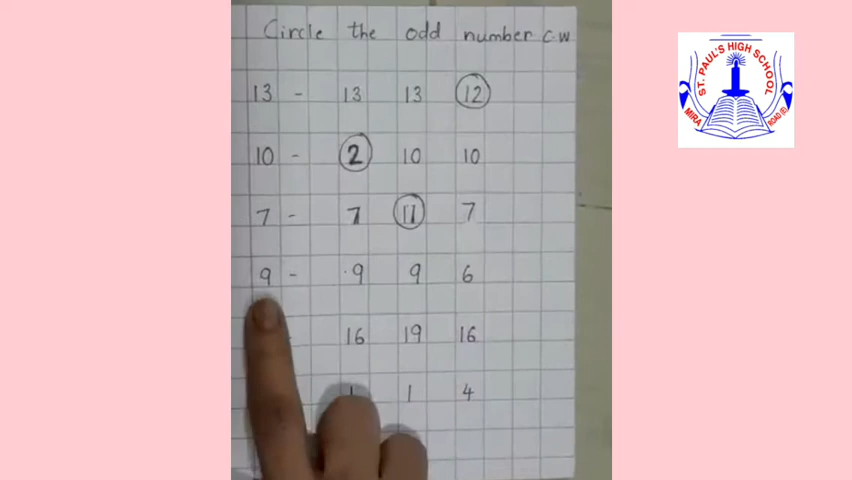 Circle the odd number C.W
13 - 13 13 12
10 - 2 10 10
7 - 7 11 7
9 - 9 9 6
16 19 16
1 1 4
ST. PAUL'S HIGH SCHOOL
MIRA ROAD (E)